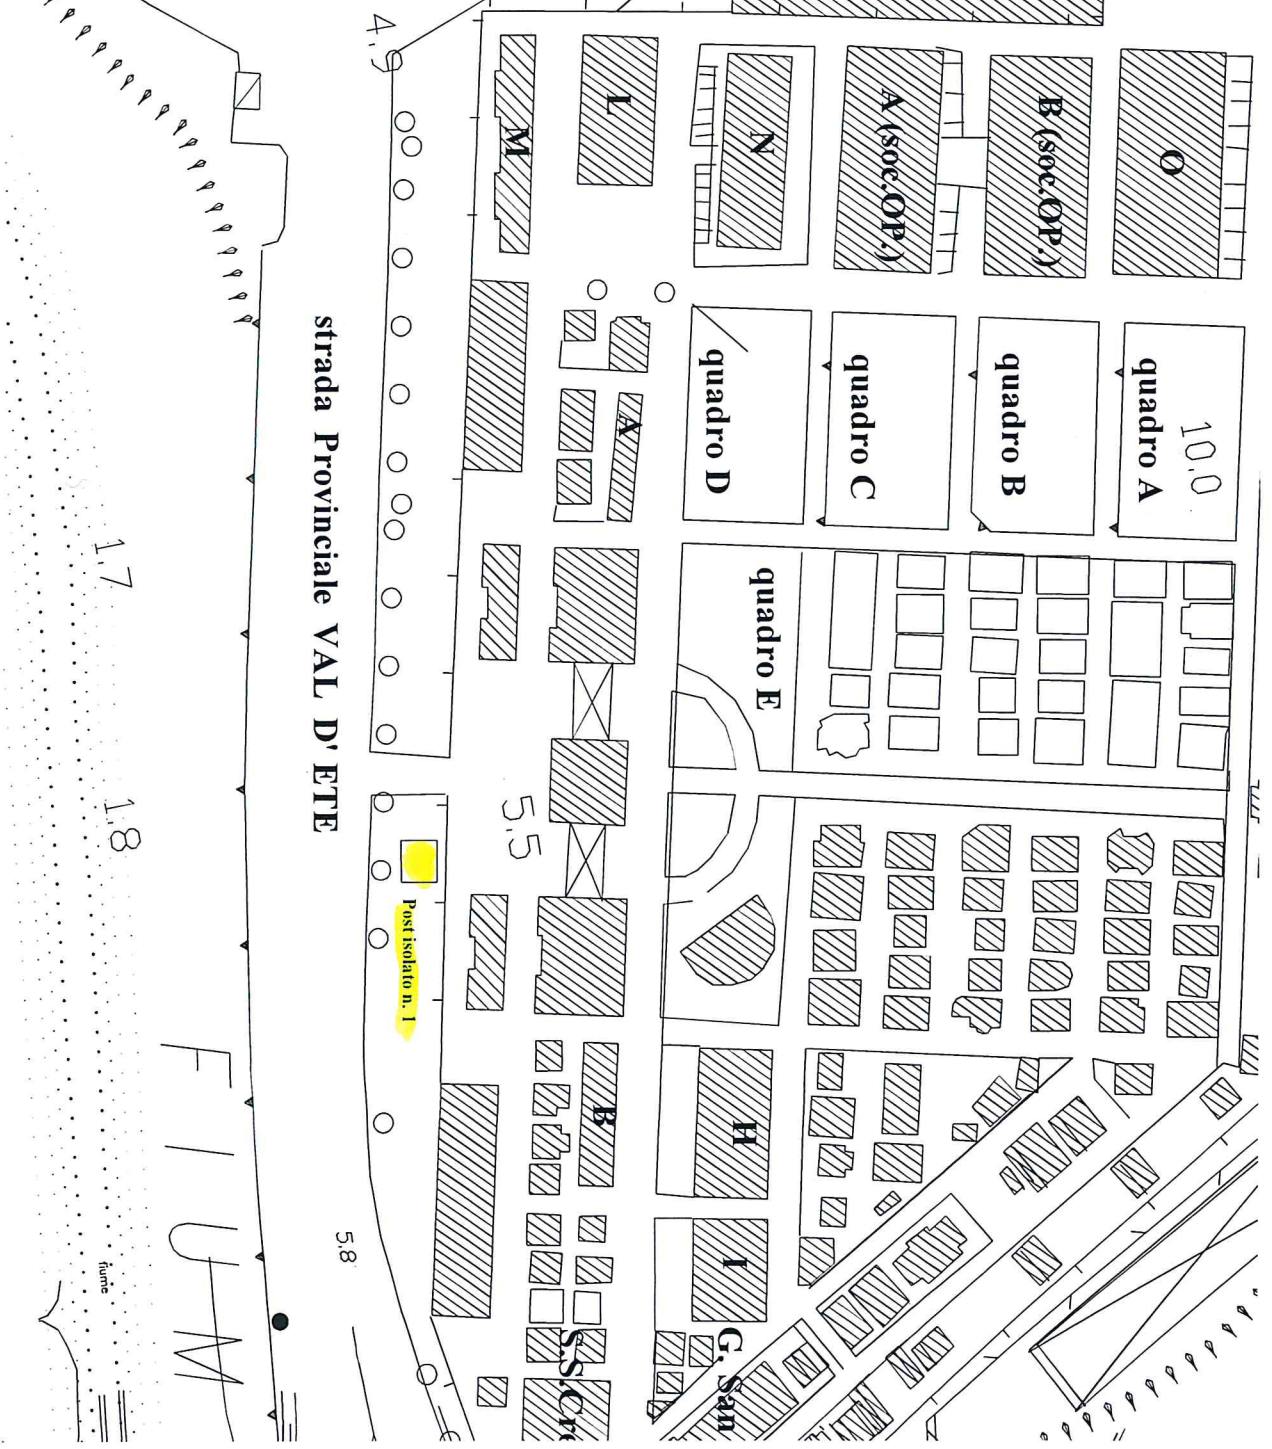 4.9
M
L
N
A (soc.OP.)
B (soc.OP.)
O
strada Provinciale VAL D' ETE
A
quadro D
quadro C
quadro B
quadro A
10.0
quadro E
1.7
1.8
5.5
Post isolato n. 1
B
H
I
G. San
S.S.Cro
5.8
fiume
FIUM